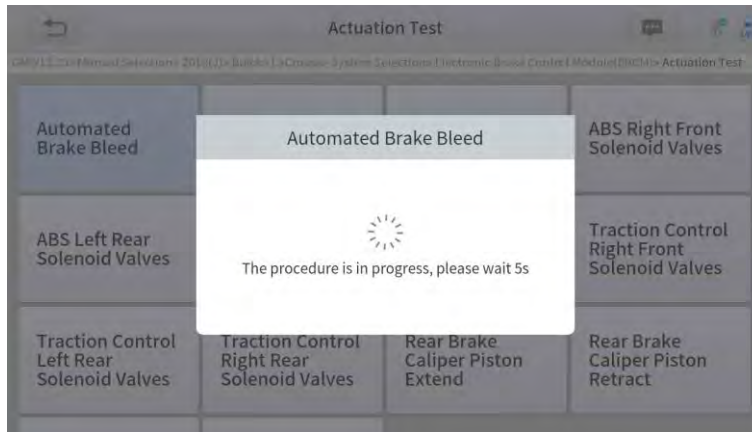 Actuation Test
Actuation Test
Automated
Brake Bleed
Automated Brake Bleed
ABS Right Front
Solenoid Valves
ABS Left Rear
Solenoid Valves
The procedure is in progress, please wait 5s
Traction Control
Right Front
Solenoid Valves
Traction Control
Left Rear
Solenoid Valves
Traction Control
Right Rear
Solenoid Valves
Rear Brake
Caliper Piston
Extend
Rear Brake
Caliper Piston
Retract